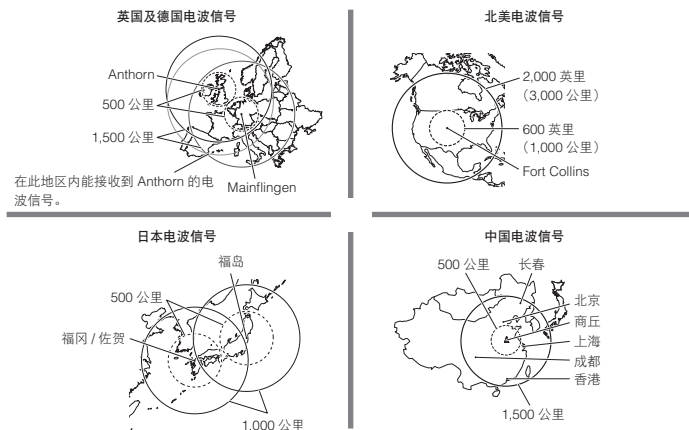 英国及德国电波信号
Anthorn
500 公里
1,500 公里
在此地区内能接收到 Anthorn 的电
波信号。
Mainflingen
北美电波信号
2,000 英里
（3,000 公里）
600 英里
（1,000 公里）
Fort Collins
日本电波信号
福岛
500 公里
福冈 / 佐贺
1,000 公里
中国电波信号
500 公里
长春
北京
商丘
上海
成都
香港
1,500 公里